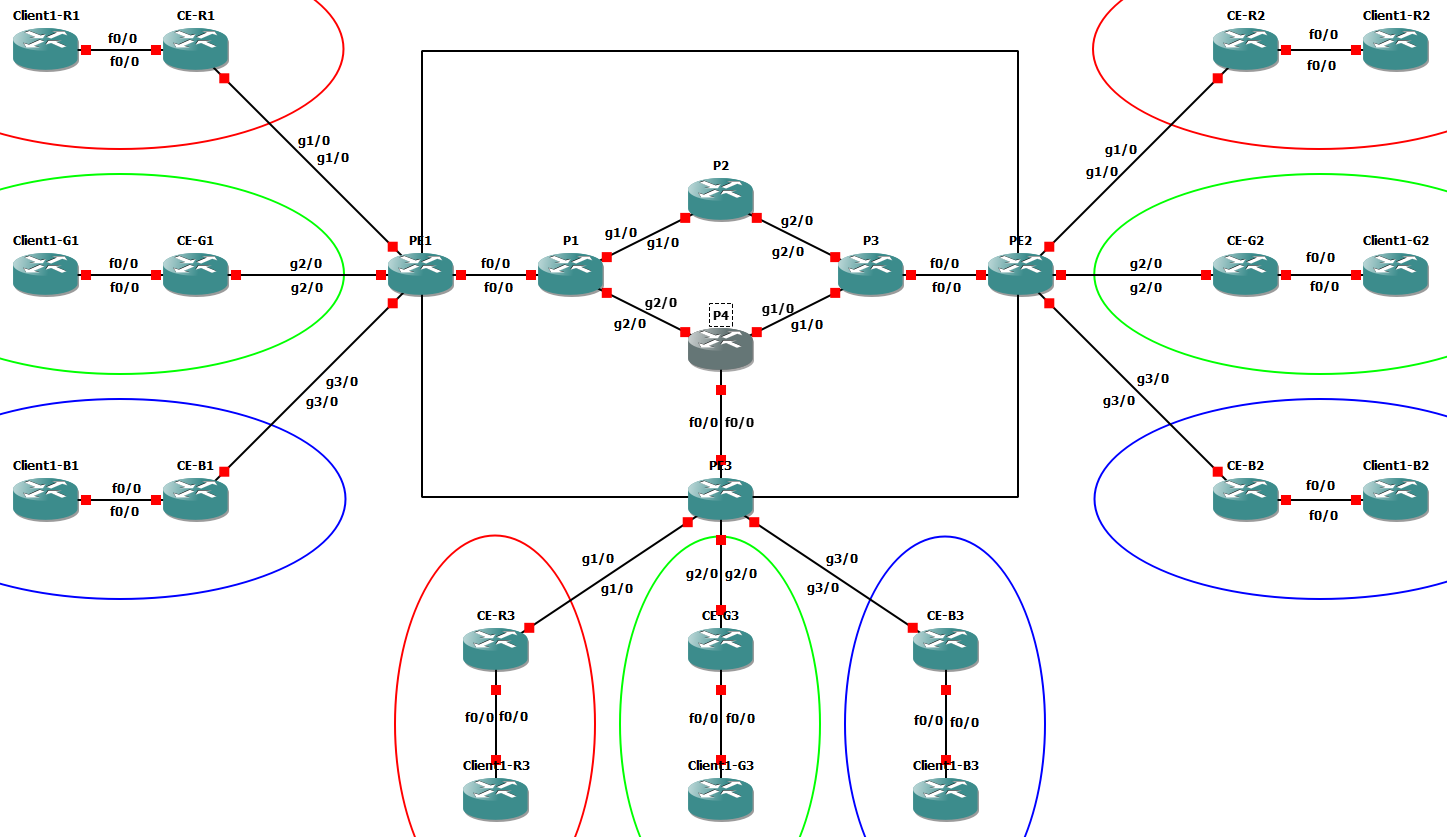 Client1-R1
CE-R1
f0/0
f0/0
g1/0
g1/0
CE-R2
Client1-R2
f0/0
f0/0
g1/0
g1/0
Client1-G1
CE-G1
f0/0
f0/0
g2/0
g2/0
PE1
f0/0
f0/0
P1
g1/0
g1/0
P2
g2/0
g2/0
P3
g2/0
g2/0
P4
g1/0
g1/0
f0/0
f0/0
PE2
g2/0
g2/0
CE-G2
f0/0
f0/0
Client1-G2
Client1-B1
CE-B1
f0/0
f0/0
g3/0
g3/0
f0/0
f0/0
PE3
g3/0
g3/0
CE-B2
Client1-B2
f0/0
f0/0
g1/0
g1/0
g2/0
g2/0
g3/0
g3/0
CE-R3
CE-G3
CE-B3
f0/0
f0/0
f0/0
f0/0
f0/0
f0/0
Client1-R3
Client1-G3
Client1-B3